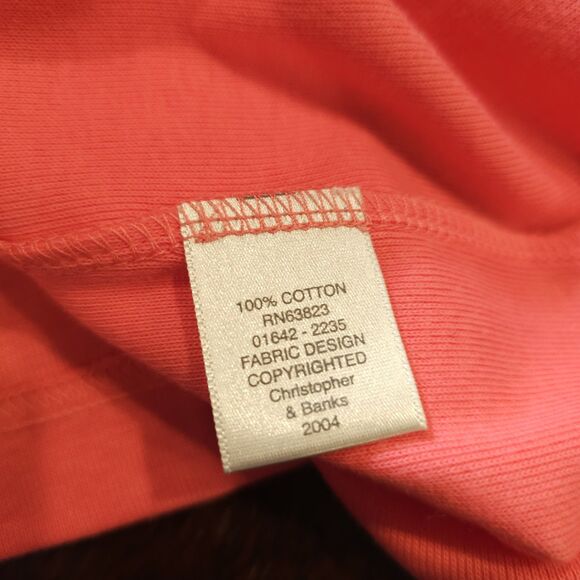 100% COTTON
RN63823
01642 - 2235
FABRIC DESIGN
COPYRIGHTED
Christopher
& Banks
2004